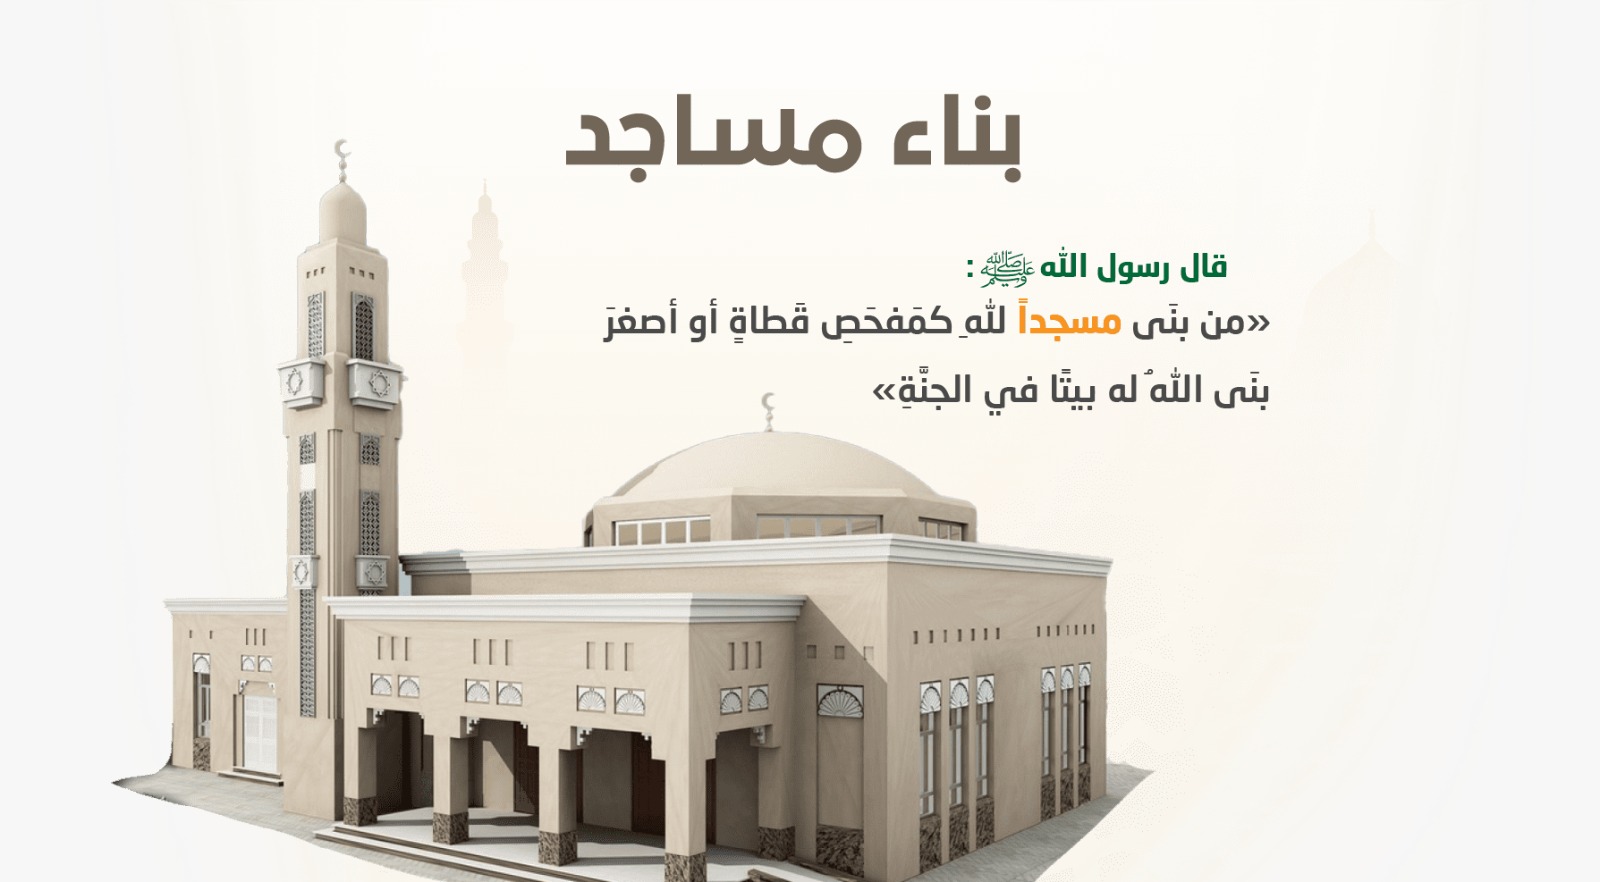 بناء مساجد
قال رسول الله ﷺ :
«من بنَى مسجداً للهِ كمَفحَصِ قَطاةٍ أو أصغرَ
بنَى اللهُ له بيتًا في الجنَّةِ»